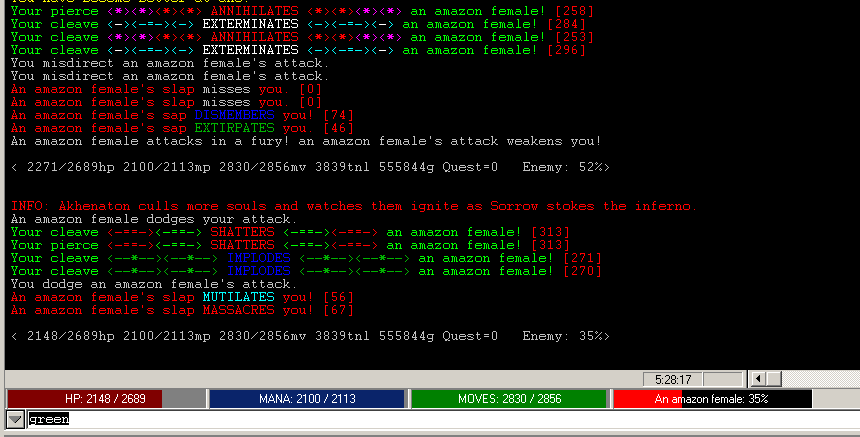 Your pierce <*><*><*><*> ANNIHILATES <*><*><*><*> an amazon female! [258]
Your cleave <-><-=-><-> EXTERMINATES <-><-=-><-> an amazon female! [284]
Your cleave <*><*><*><*> ANNIHILATES <*><*><*><*> an amazon female! [253]
Your cleave <-><-=-><-> EXTERMINATES <-><-=-><-> an amazon female! [296]
You misdirect an amazon female's attack.
You misdirect an amazon female's attack.
An amazon female's slap misses you. [0]
An amazon female's slap misses you. [0]
An amazon female's sap DISMEMBERS you! [74]
An amazon female's sap EXTIRPATES you! [46]
An amazon female attacks in a fury! an amazon female's attack weakens you!
< 2271/2689hp 2100/2113mp 2830/2856mv 3839tnl 555844g Quest=0 Enemy: 52%>
INFO: Akhenaton culls more souls and watches them ignite as Sorrow stokes the inferno.
An amazon female dodges your attack.
Your cleave <-==-><-==-> SHATTERS <-==-><-==-> an amazon female! [313]
Your pierce <-==-><-==-> SHATTERS <-==-><-==-> an amazon female! [313]
Your cleave <--*--><--*--> IMPLODES <--*--><--*--> an amazon female! [271]
Your cleave <--*--><--*--> IMPLODES <--*--><--*--> an amazon female! [270]
You dodge an amazon female's attack.
An amazon female's slap MUTILATES you! [56]
An amazon female's slap MASSACRES you! [67]
< 2148/2689hp 2100/2113mp 2830/2856mv 3839tnl 555844g Quest=0 Enemy: 35%>
5:28:17
HP: 2148 / 2689 MANA: 2100 / 2113 MOVES: 2830 / 2856 An amazon female: 35%
green